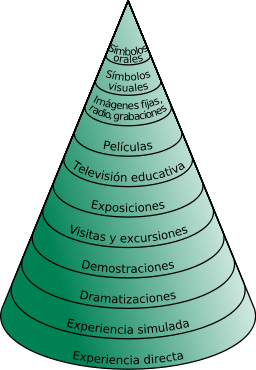 Símbolos
orales
Símbolos
visuales
Imágenes fijas,
radio, grabaciones
Películas
Televisión educativa
Exposiciones
Visitas y excursiones
Demostraciones
Dramatizaciones
Experiencia simulada
Experiencia directa